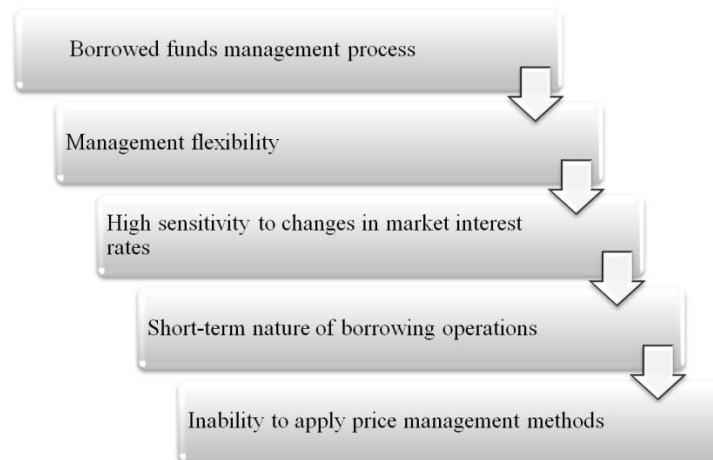 Borrowed funds management process
Management flexibility
High sensitivity to changes in market interest
rates
Short-term nature of borrowing operations
Inability to apply price management methods